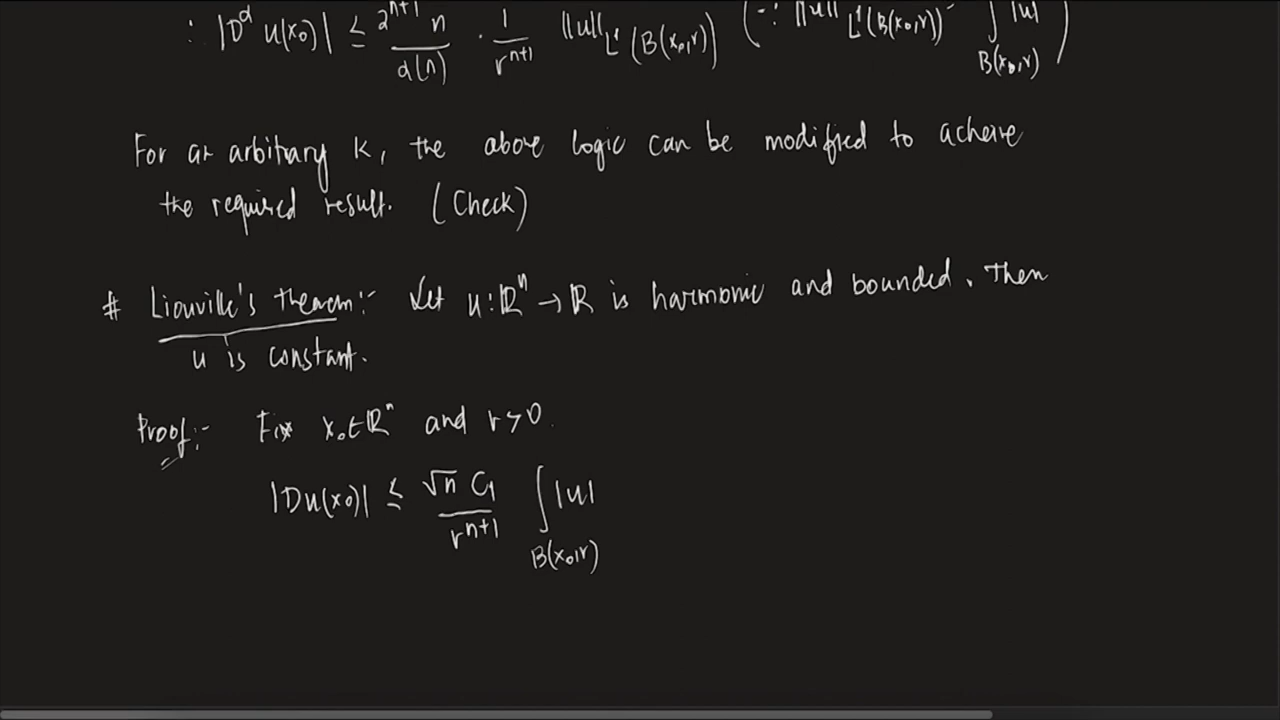 ∴ |D^α u(x₀)| ≤ 2^{n+1} n / α(n) · 1/r^{n+1} ||u||_{L¹(B(x₀,r))} (∵ ||u||_{L¹(B(x₀,r))} = ∫_{B(x₀,r)} |u|)
For ar arbitrary k, the above logic can be modified to acheive
the required result. (Check)
# Liouville's theorem:- Let u: ℝⁿ → ℝ is harmonic and bounded. Then
u is constant.
Proof:- Fix x₀ ∈ ℝⁿ and r > 0.
|Du(x₀)| ≤ √n C₁ / r^{n+1} ∫_{B(x₀,r)} |u|